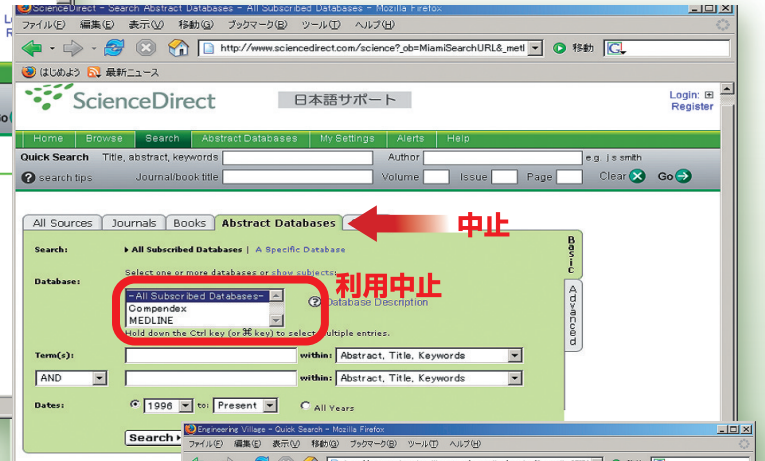 ScienceDirect - Search Abstract Databases - All Subscribed Databases - Mozilla Firefox
ファイル(F) 編集(E) 表示(V) 移動(G) ブックマーク(B) ツール(T) ヘルプ(H)
http://www.sciencedirect.com/science?_ob=MiamiSearchURL&_metl 移動 G
はじめよう 最新ニュース
ScienceDirect 日本語サポート
Login:
Register
Home Browse Search Abstract Databases My Settings Alerts Help
Quick Search Title, abstract, keywords Author e.g. j s smith
? search tips Journal/book title Volume Issue Page Clear Go
All Sources Journals Books Abstract Databases 中止
Basic
Advanced
Search: All Subscribed Databases | A Specific Database
Select one or more databases or show subjects:
利用中止
Database:
-All Subscribed Databases-
Compendex
MEDLINE
? Database Description
Hold down the Ctrl key (or ⌘ key) to select multiple entries.
Term(s): within: Abstract, Title, Keywords
AND within: Abstract, Title, Keywords
Dates: 1996 to: Present All Years
Search
Engineering Village - Quick Search - Mozilla Firefox
ファイル(F) 編集(E) 表示(V) 移動(G) ブックマーク(B) ツール(T) ヘルプ(H)